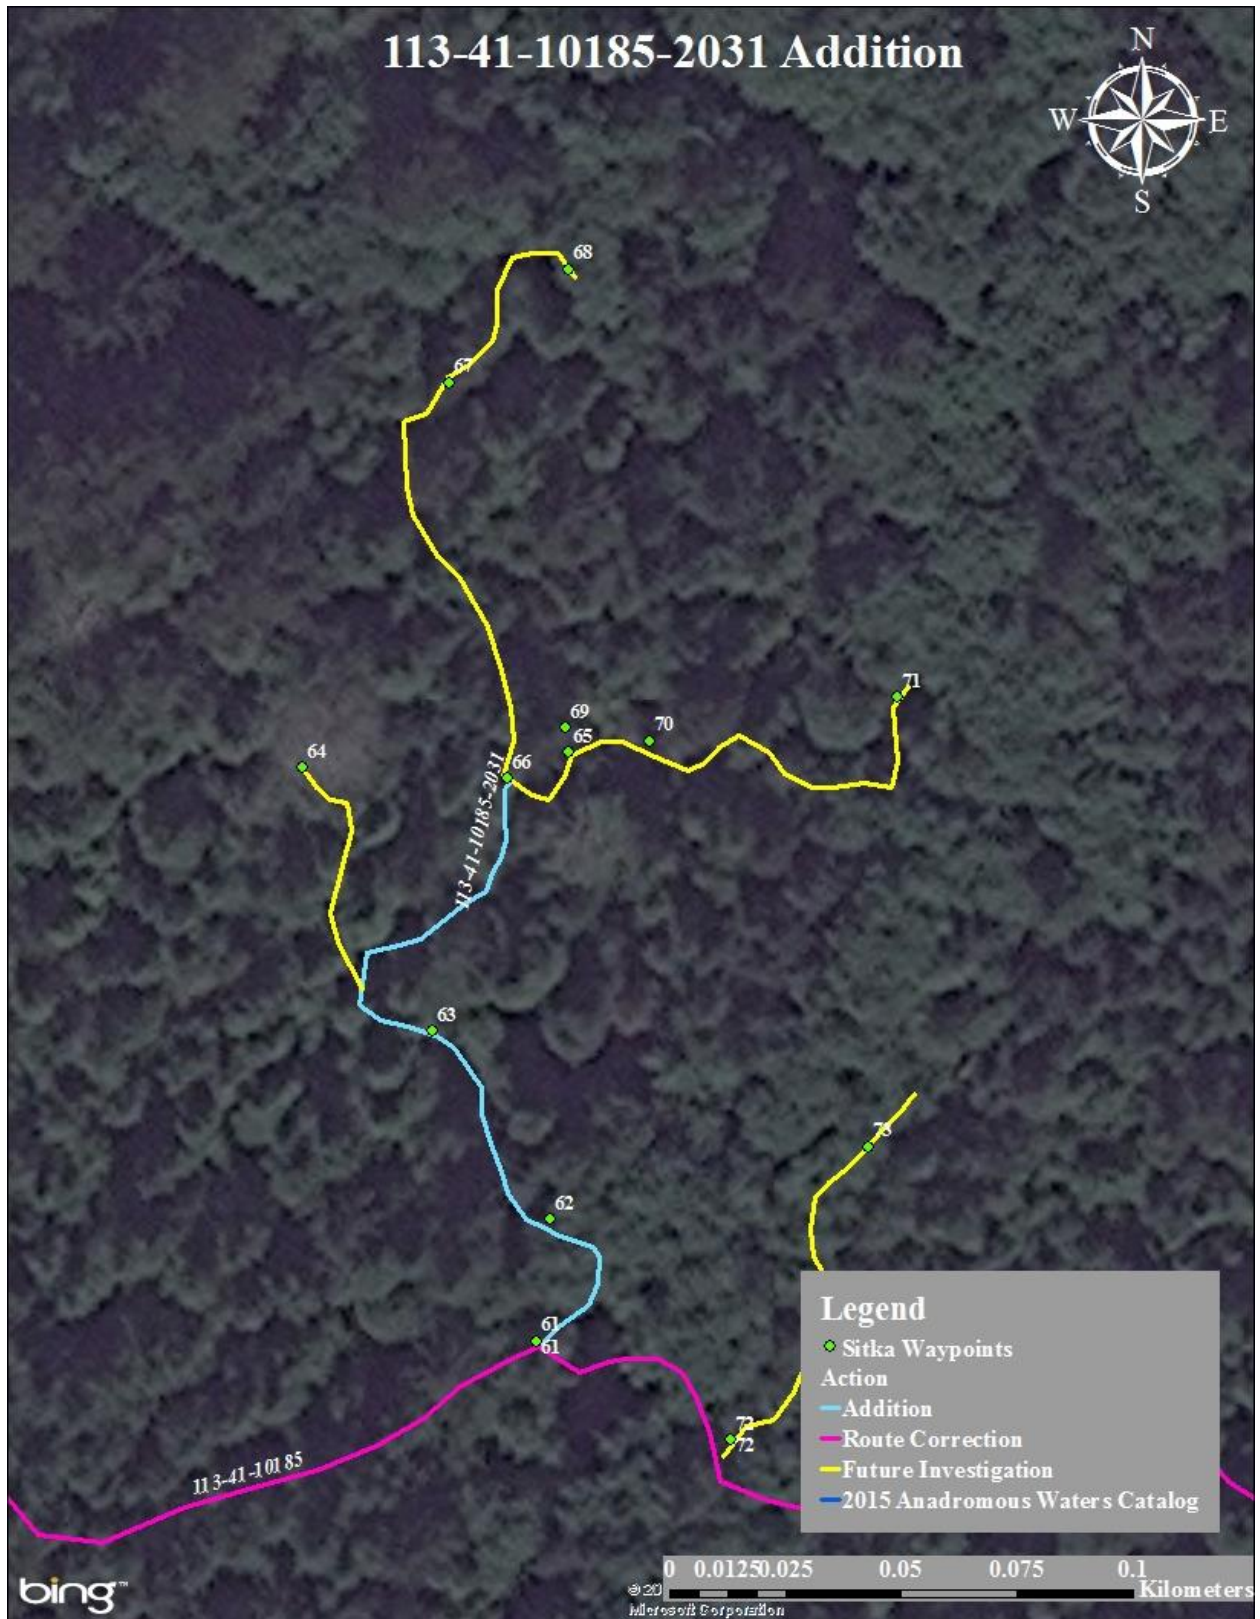 113-41-10185-2031 Addition
N
W E
S
68
67
71
69
70
64
65
66
113-41-10185-2031
63
73
62
61
61
72
72
113-41-10185
Legend
Sitka Waypoints
Action
Addition
Route Correction
Future Investigation
2015 Anadromous Waters Catalog
0 0.0125 0.025 0.05 0.075 0.1
Kilometers
bing™
© 20
Microsoft Corporation